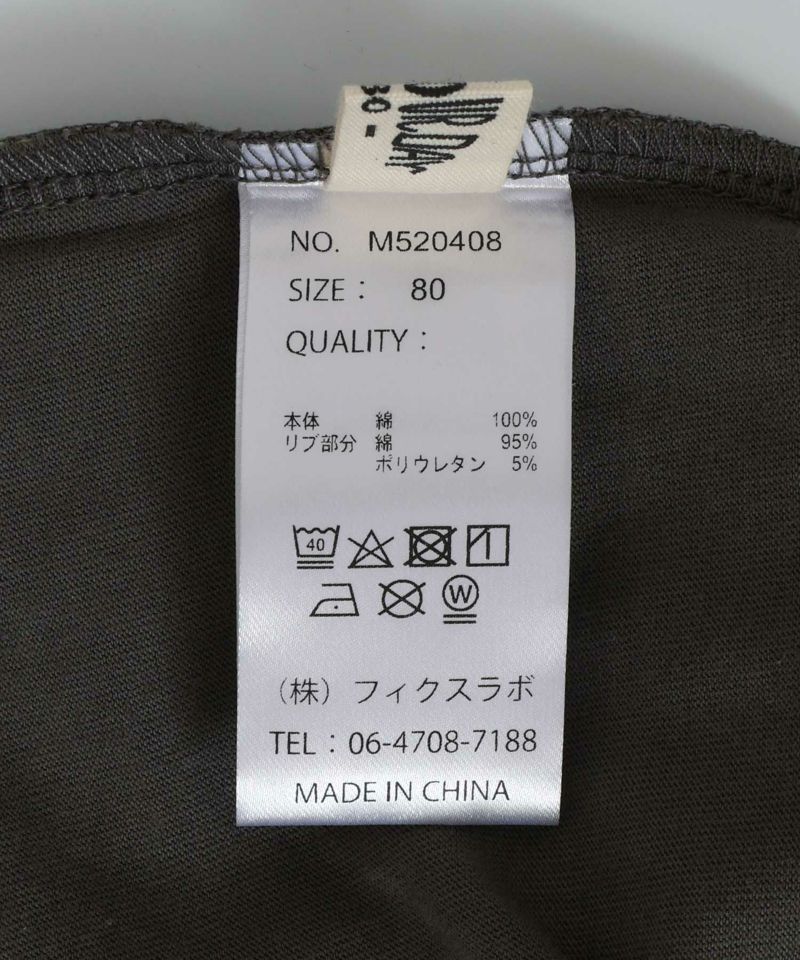 80 -
NO. M520408
SIZE : 80
QUALITY :
本体 綿 100%
リブ部分 綿 95%
ポリウレタン 5%
40
W
（株）フィクスラボ
TEL : 06-4708-7188
MADE IN CHINA